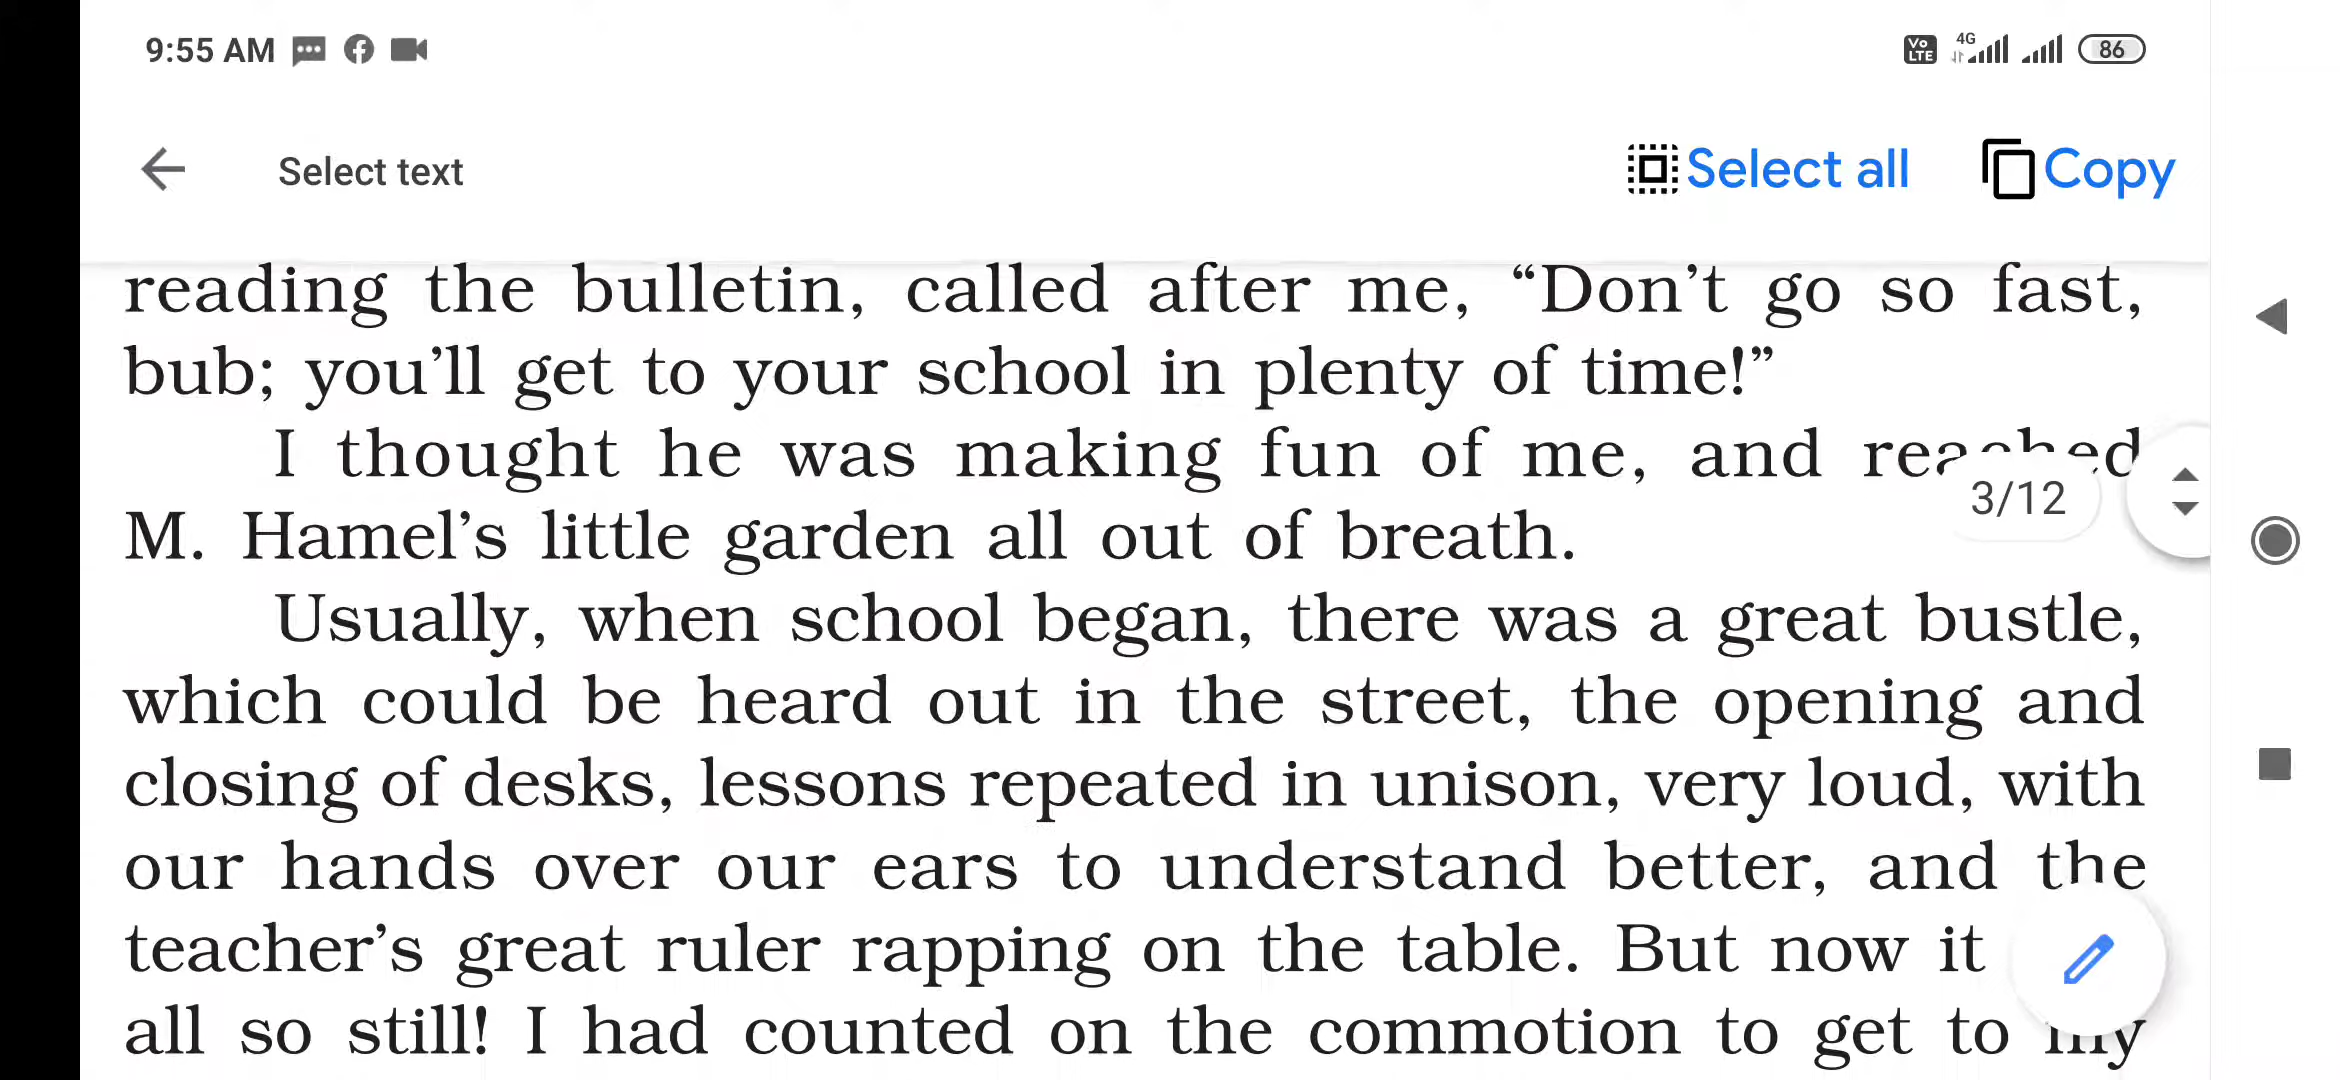 9:55 AM
Vo LTE 4G 86
Select text
Select all
Copy
reading the bulletin, called after me, “Don’t go so fast,
bub; you’ll get to your school in plenty of time!”
I thought he was making fun of me, and reached
3/12
M. Hamel’s little garden all out of breath.
Usually, when school began, there was a great bustle,
which could be heard out in the street, the opening and
closing of desks, lessons repeated in unison, very loud, with
our hands over our ears to understand better, and the
teacher’s great ruler rapping on the table. But now it
all so still! I had counted on the commotion to get to my